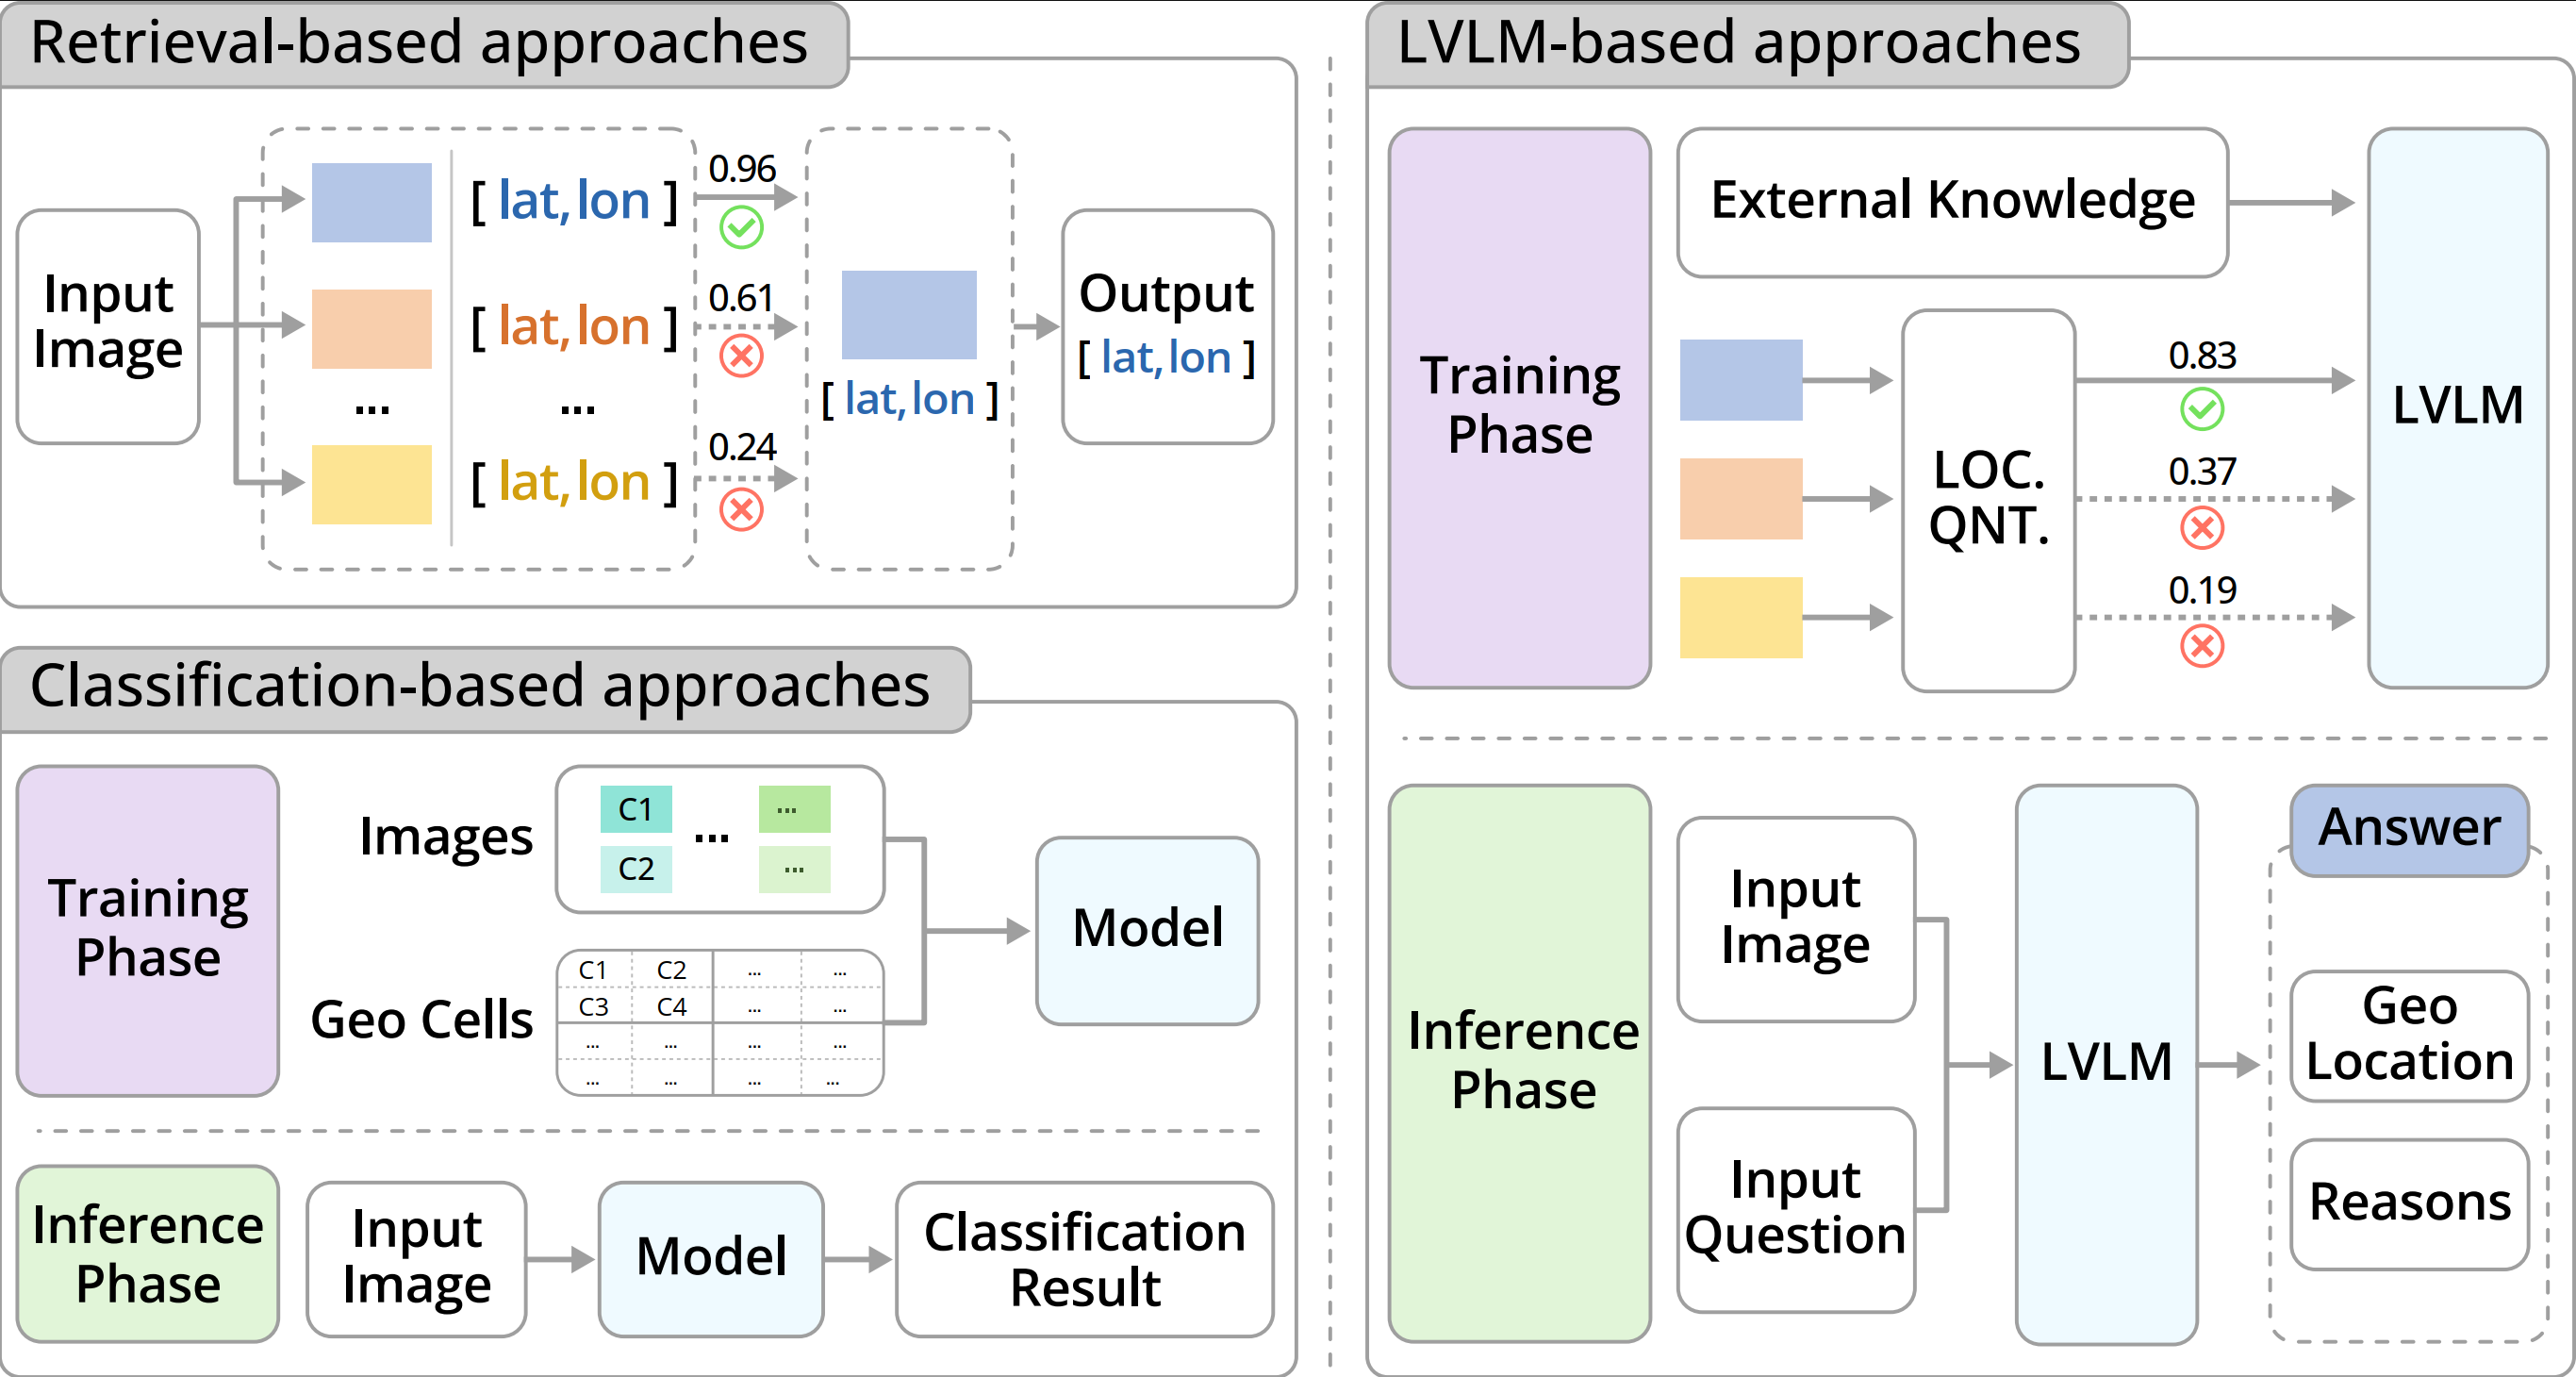 Retrieval-based approaches
Input
Image
[ lat, lon ]
[ lat, lon ]
... ...
[ lat, lon ]
0.96
0.61
0.24
[ lat, lon ]
Output
[ lat, lon ]
Classification-based approaches
Training
Phase
Images
C1 ... ...
C2 ...
Geo Cells
C1 C2 ... ...
C3 C4 ... ...
... ... ... ...
... ... ... ...
Model
Inference
Phase
Input
Image
Model
Classification
Result
LVLM-based approaches
Training
Phase
External Knowledge
LOC.
QNT.
0.83
0.37
0.19
LVLM
Inference
Phase
Input
Image
Input
Question
LVLM
Answer
Geo
Location
Reasons